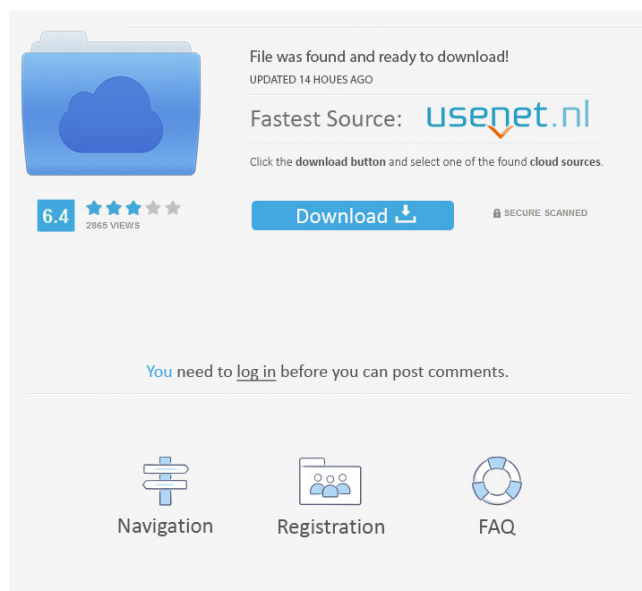 File was found and ready to download!
UPDATED 14 HOUES AGO
Fastest Source: usenet.nl
Click the download button and select one of the found cloud sources.
6.4
2865 VIEWS
Download
SECURE SCANNED
You need to log in before you can post comments.
Navigation Registration FAQ